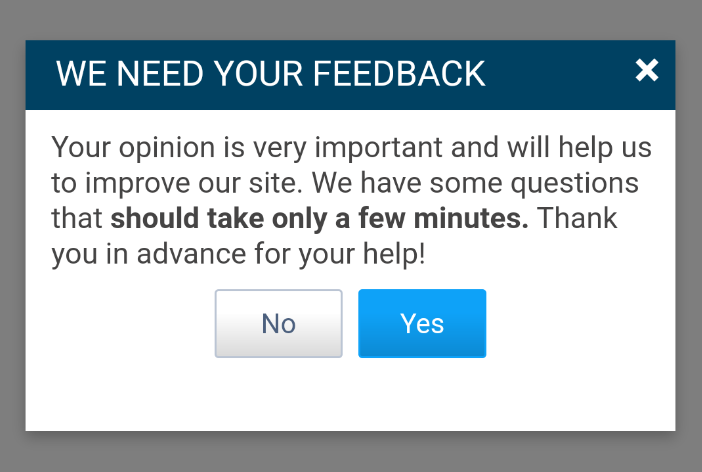 WE NEED YOUR FEEDBACK
Your opinion is very important and will help us
to improve our site. We have some questions
that should take only a few minutes. Thank
you in advance for your help!
No
Yes